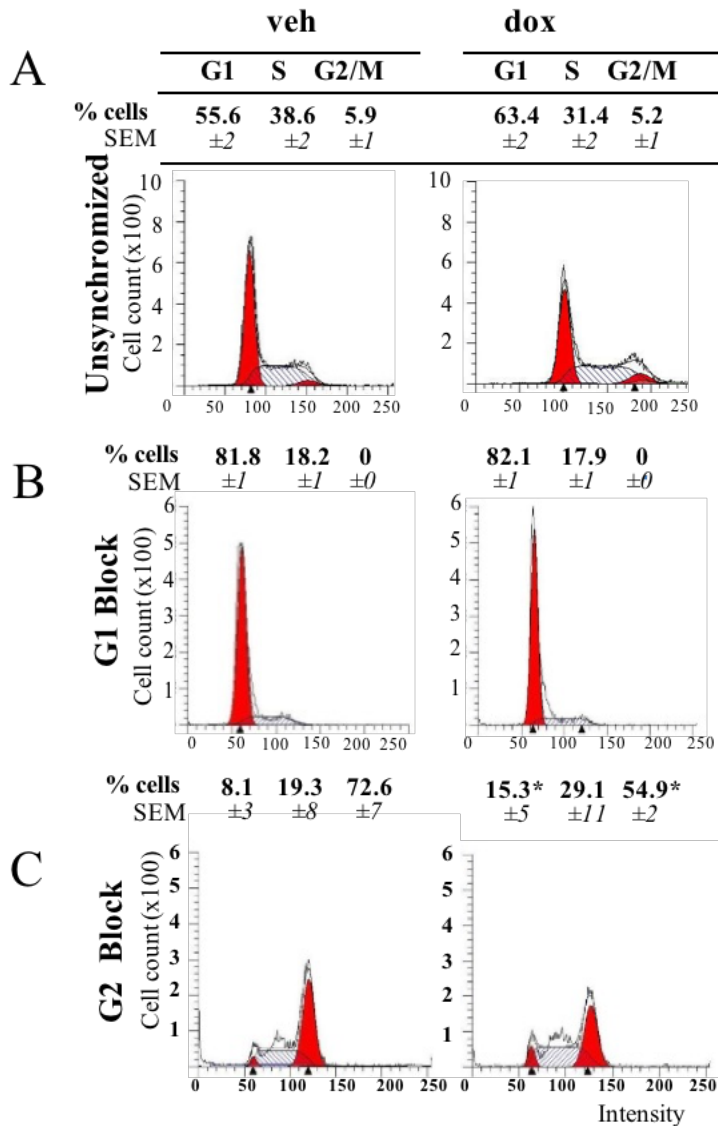 veh dox
G1 S G2/M G1 S G2/M
A
% cells 55.6 38.6 5.9 63.4 31.4 5.2
SEM ±2 ±2 ±1 ±2 ±2 ±1
Unsynchromized
Cell count (x100)
10 8 6 4 2
0 50 100 150 200 250
10 8 6 4 2
0 50 100 150 200 250
B
% cells 81.8 18.2 0 82.1 17.9 0
SEM ±1 ±1 ±0 ±1 ±1 ±0
G1 Block
Cell count (x100)
6 5 4 3 2 1
0 50 100 150 200 250
6 5 4 3 2 1
0 50 100 150 200 250
% cells 8.1 19.3 72.6 15.3* 29.1 54.9*
SEM ±3 ±8 ±7 ±5 ±11 ±2
C
G2 Block
Cell count (x100)
6 5 4 3 2 1
0 50 100 150 200 250
6 5 4 3 2 1
0 50 100 150 200 250
Intensity